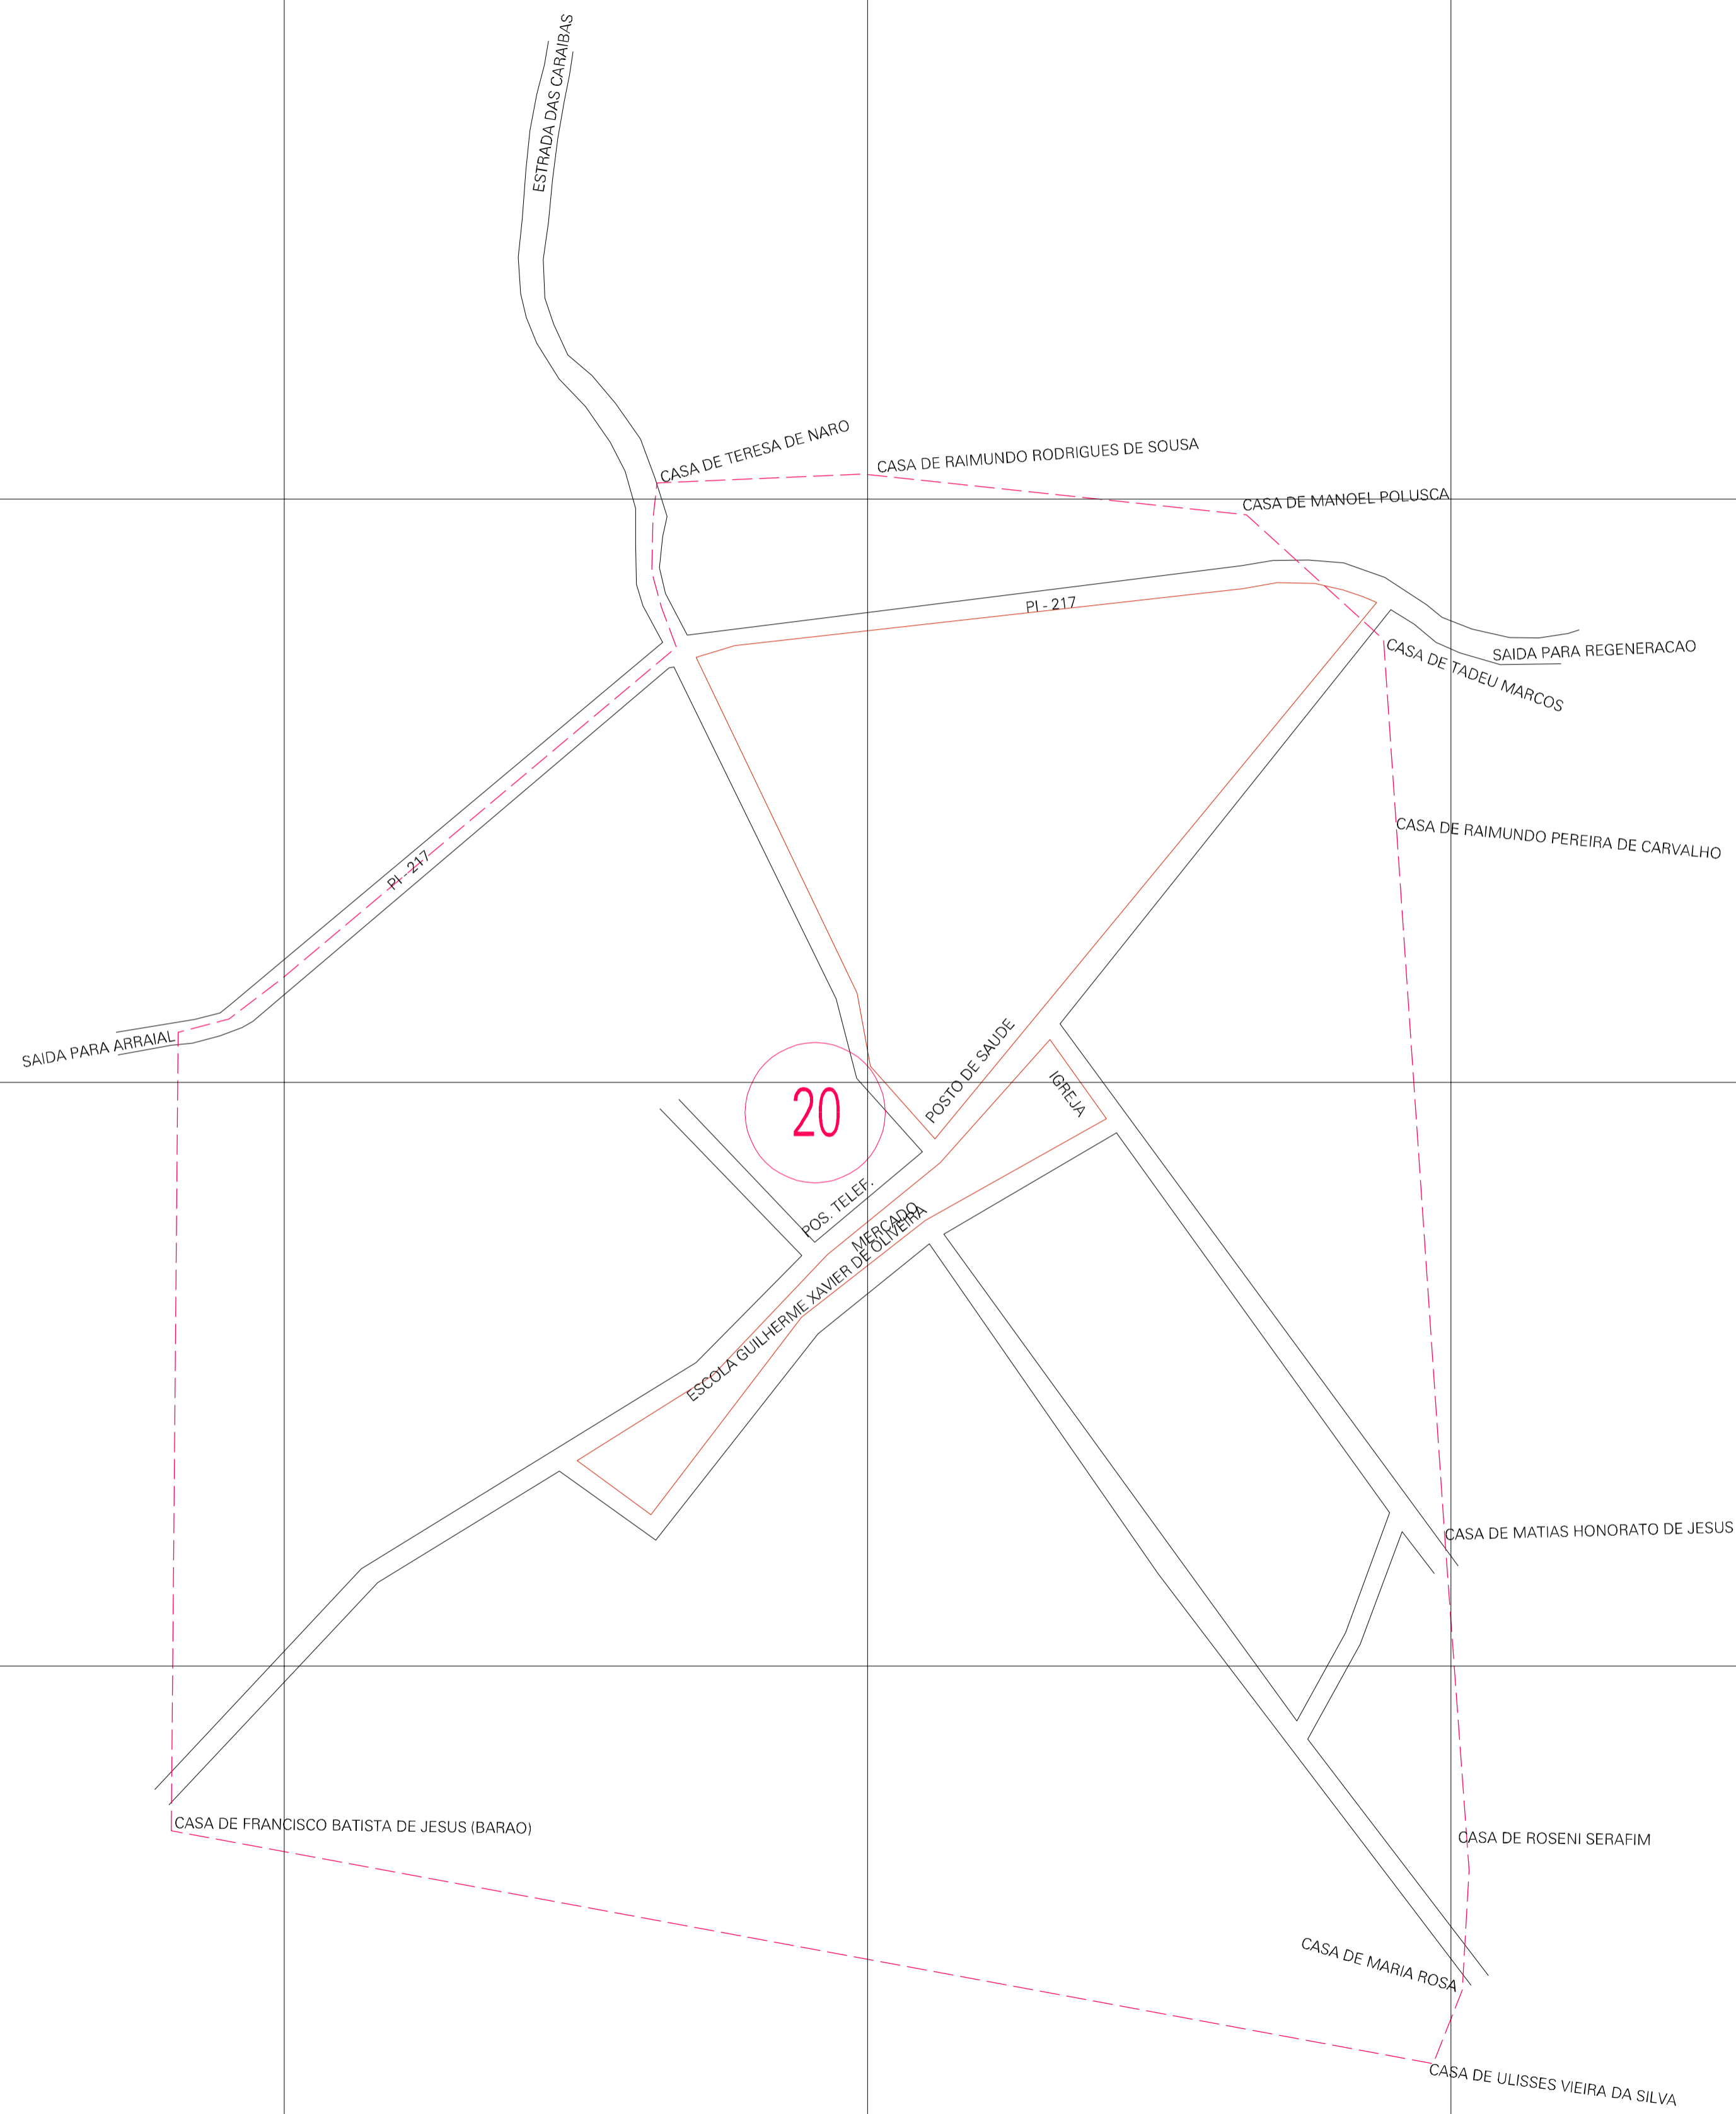 ESTRADA DAS CARAIBAS
CASA DE TERESA DE NARO
CASA DE RAIMUNDO RODRIGUES DE SOUSA
CASA DE MANOEL POLUSCA
PI - 217
SAIDA PARA REGENERACAO
CASA DE TADEU MARCOS
CASA DE RAIMUNDO PEREIRA DE CARVALHO
PI - 217
SAIDA PARA ARRAIAL
POSTO DE SAUDE
IGREJA
20
POS. TELEF.
MERCADO
ESCOLA GUILHERME XAVIER DE OLIVEIRA
CASA DE MATIAS HONORATO DE JESUS
CASA DE FRANCISCO BATISTA DE JESUS (BARAO)
CASA DE ROSENI SERAFIM
CASA DE MARIA ROSA
CASA DE ULISSES VIEIRA DA SILVA